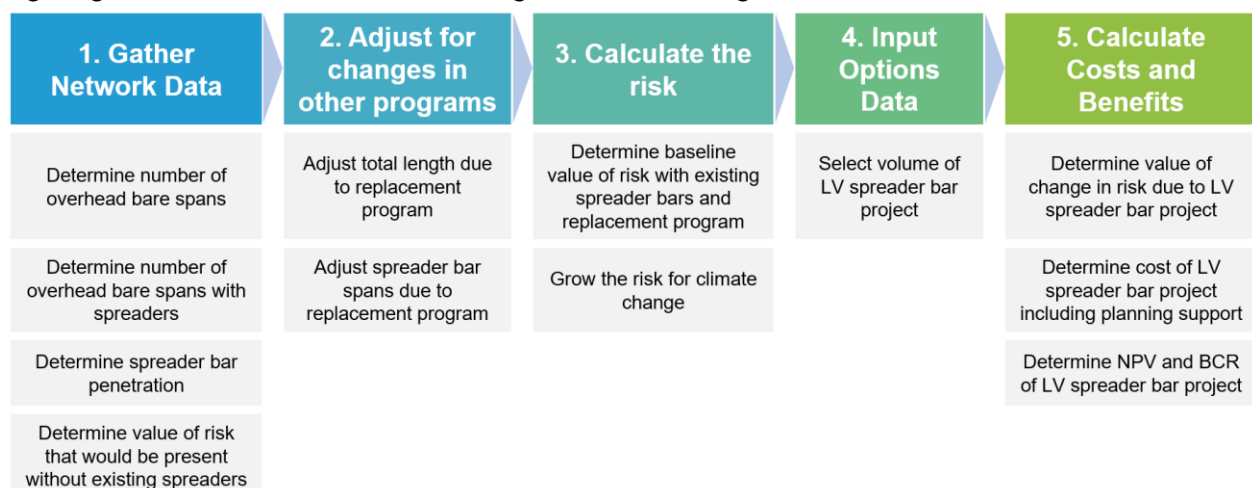 1. Gather
Network Data
2. Adjust for
changes in
other programs
3. Calculate the
risk
4. Input
Options
Data
5. Calculate
Costs and
Benefits
Determine number of
overhead bare spans
Determine number of
overhead bare spans with
spreaders
Determine spreader bar
penetration
Determine value of risk
that would be present
without existing spreaders
Adjust total length due
to replacement
program
Adjust spreader bar
spans due to
replacement program
Determine baseline
value of risk with existing
spreader bars and
replacement program
Grow the risk for climate
change
Select volume of
LV spreader bar
project
Determine value of
change in risk due to LV
spreader bar project
Determine cost of LV
spreader bar project
including planning support
Determine NPV and BCR
of LV spreader bar project